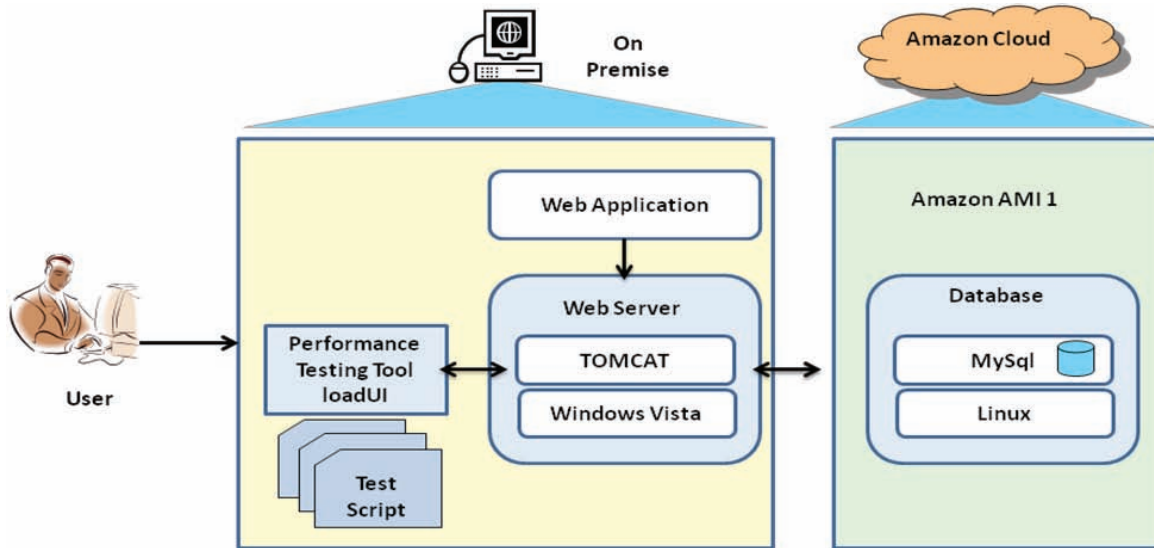 On
Premise
Amazon Cloud
Web Application
Amazon AMI 1
Web Server
Database
Performance
Testing Tool
loadUI
TOMCAT
MySql
Windows Vista
Linux
User
Test
Script